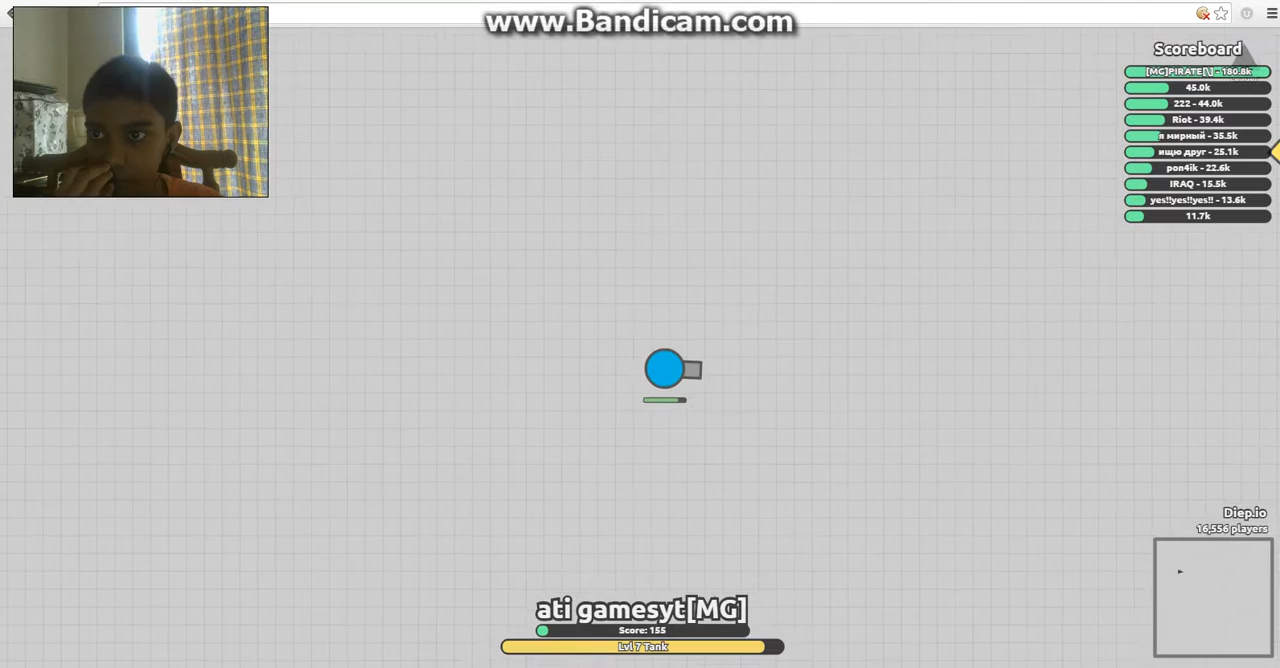 www.Bandicam.com
Scoreboard
[MG]PIRATE[\] - 180.8k
45.0k
222 - 44.0k
Riot - 39.4k
я мирный - 35.5k
ищю друг - 25.1k
pon4ik - 22.6k
IRAQ - 15.5k
yes!!yes!!yes!! - 13.6k
11.7k
Diep.io
16,556 players
ati gamesyt[MG]
Score: 155
Lvl 7 Tank